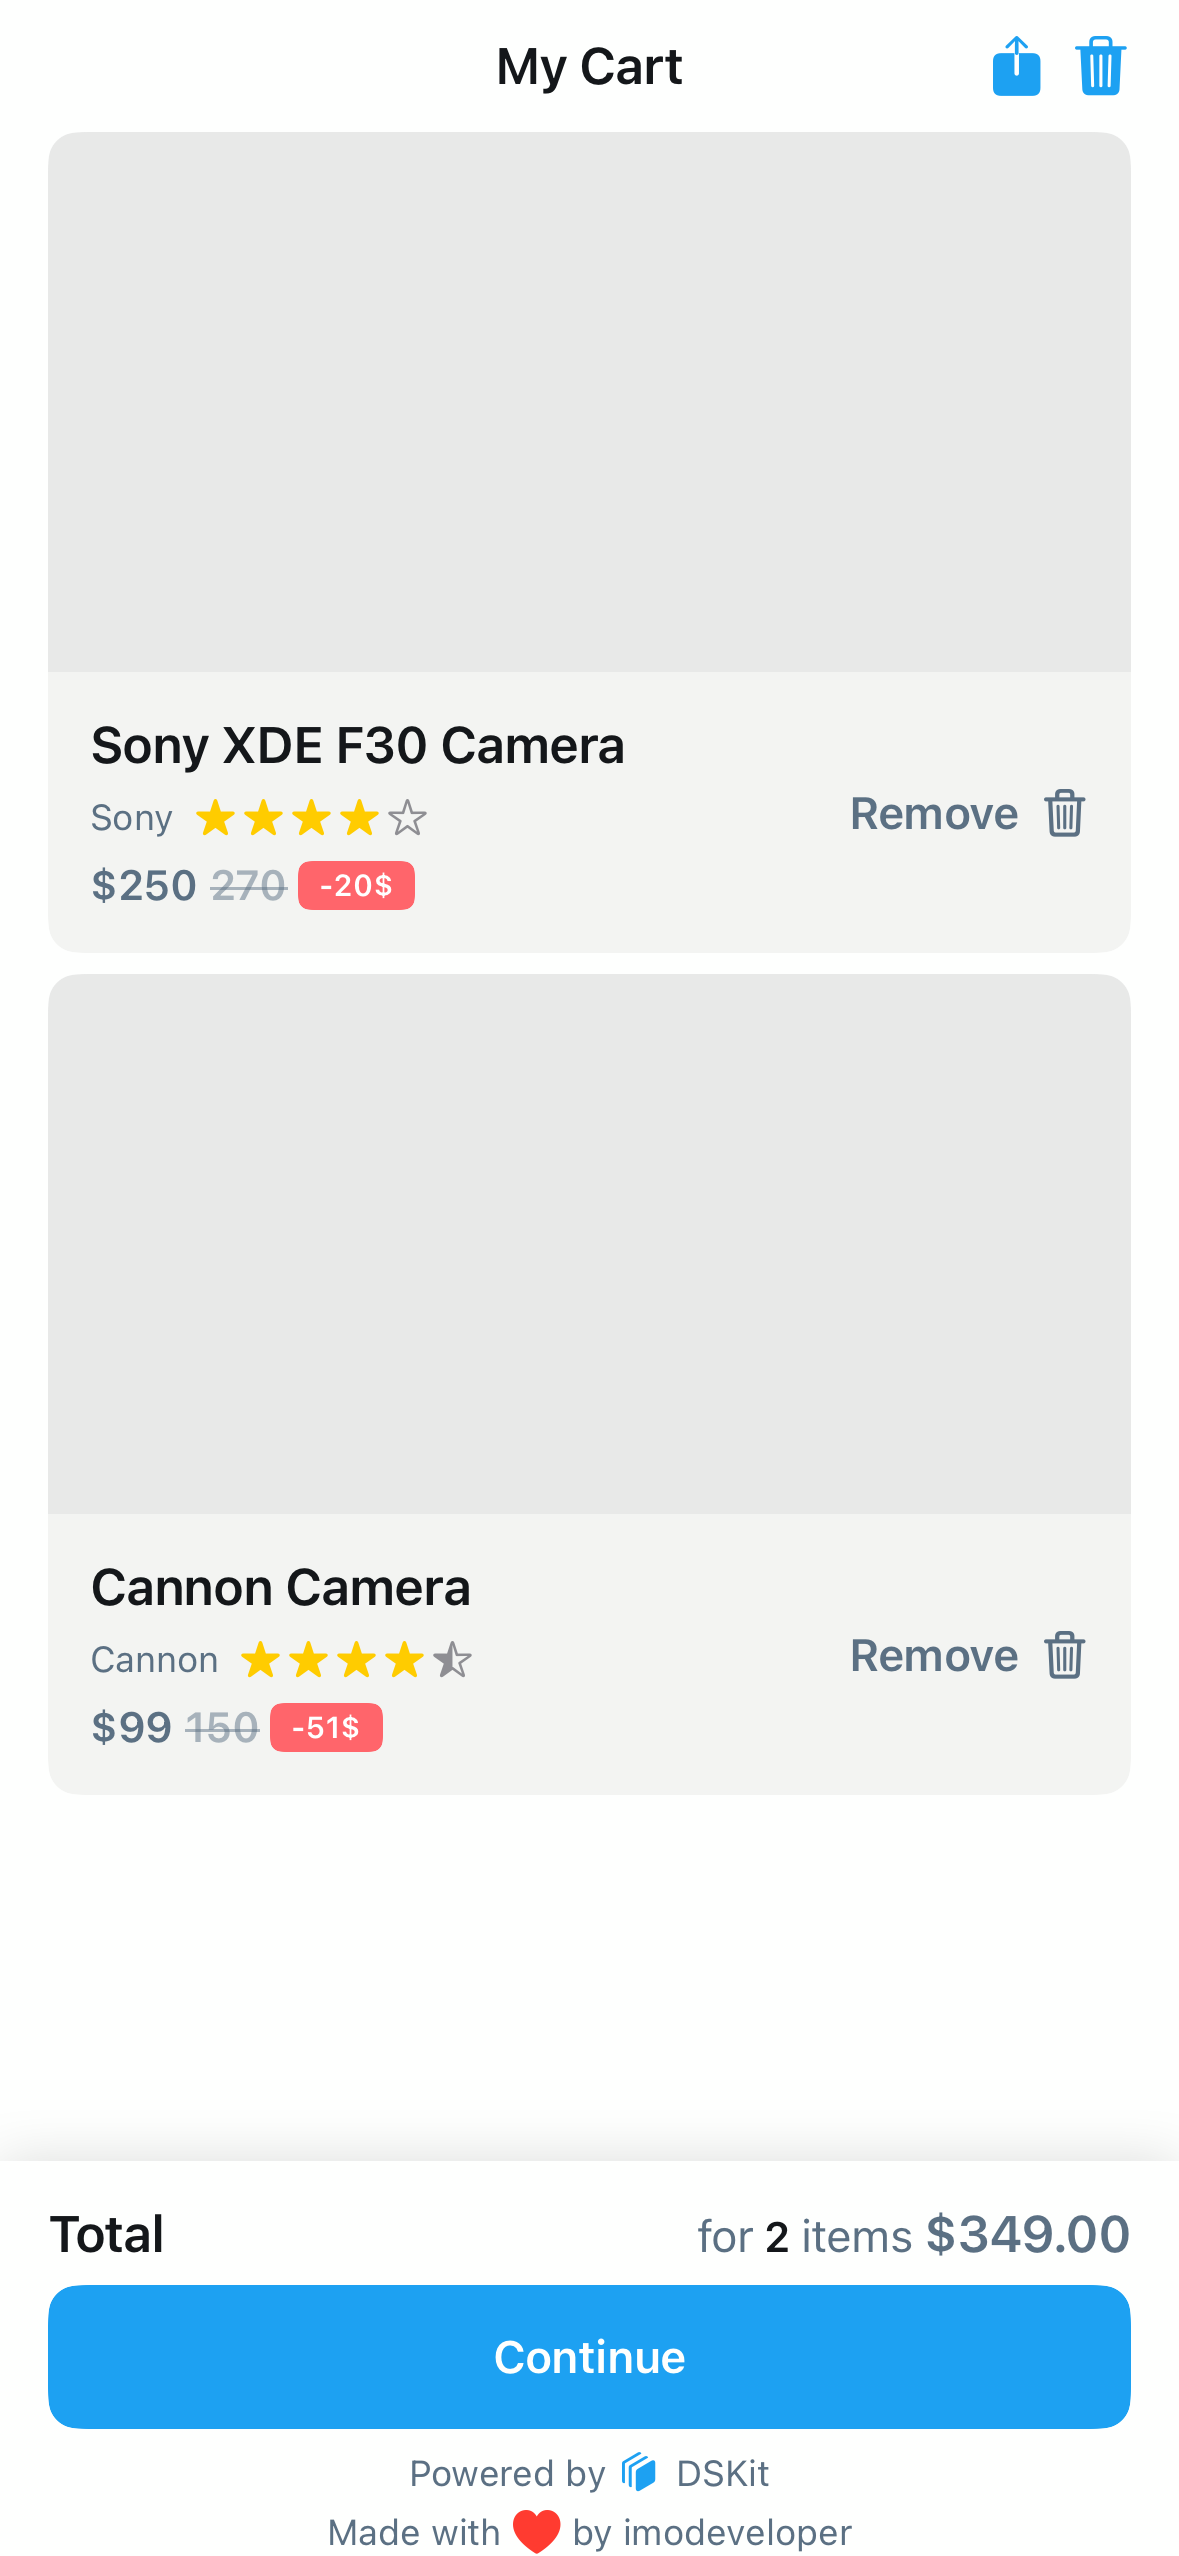 My Cart
Sony XDE F30 Camera
Sony
Remove
$250 270 -20$
Cannon Camera
Cannon
Remove
$99 150 -51$
Total for 2 items $349.00
Continue
Powered by DSKit
Made with by imodeveloper